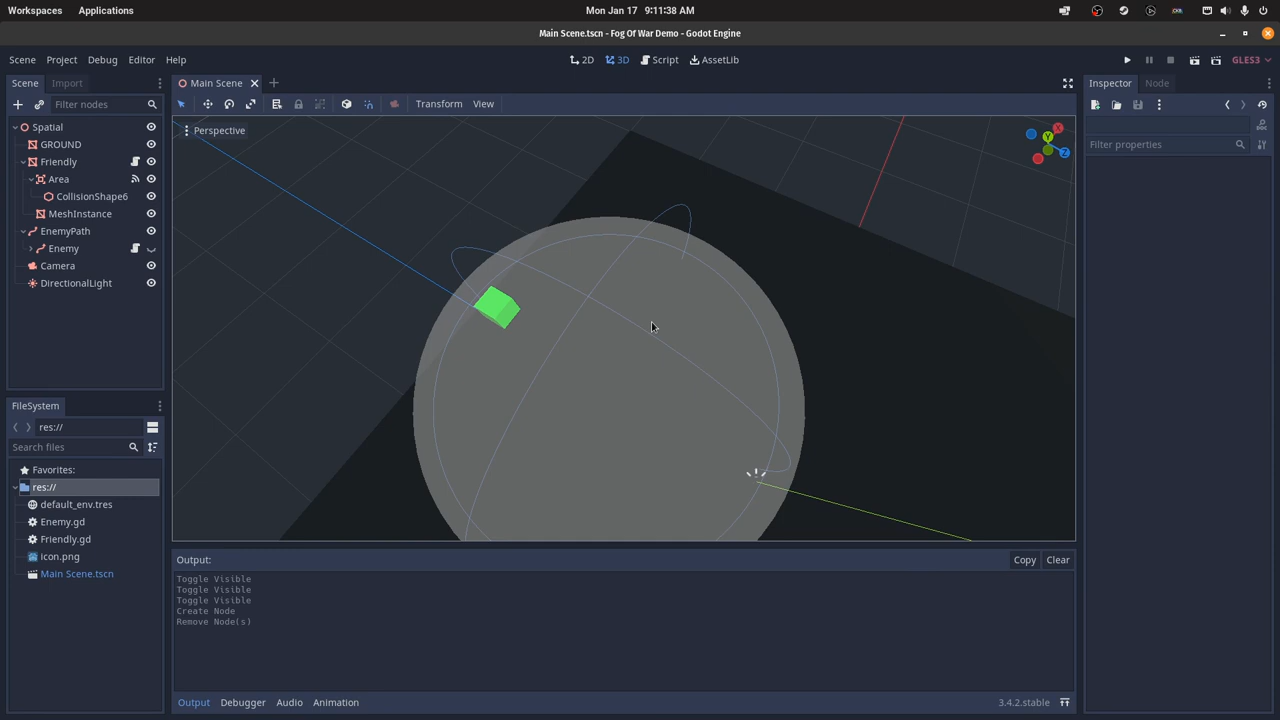 Workspaces Applications Mon Jan 17 9:11:38 AM
Main Scene.tscn - Fog Of War Demo - Godot Engine
Scene Project Debug Editor Help 2D 3D Script AssetLib GLES3
Scene Import Main Scene Inspector Node
Filter nodes Transform View
Perspective
Filter properties
Spatial
GROUND
Friendly
Area
CollisionShape6
MeshInstance
EnemyPath
Enemy
Camera
DirectionalLight
X
Y
Z
FileSystem
res://
Search files
Favorites:
res://
default_env.tres
Enemy.gd
Friendly.gd
icon.png
Main Scene.tscn
Output: Copy Clear
Toggle Visible
Toggle Visible
Toggle Visible
Create Node
Remove Node(s)
Output Debugger Audio Animation 3.4.2.stable